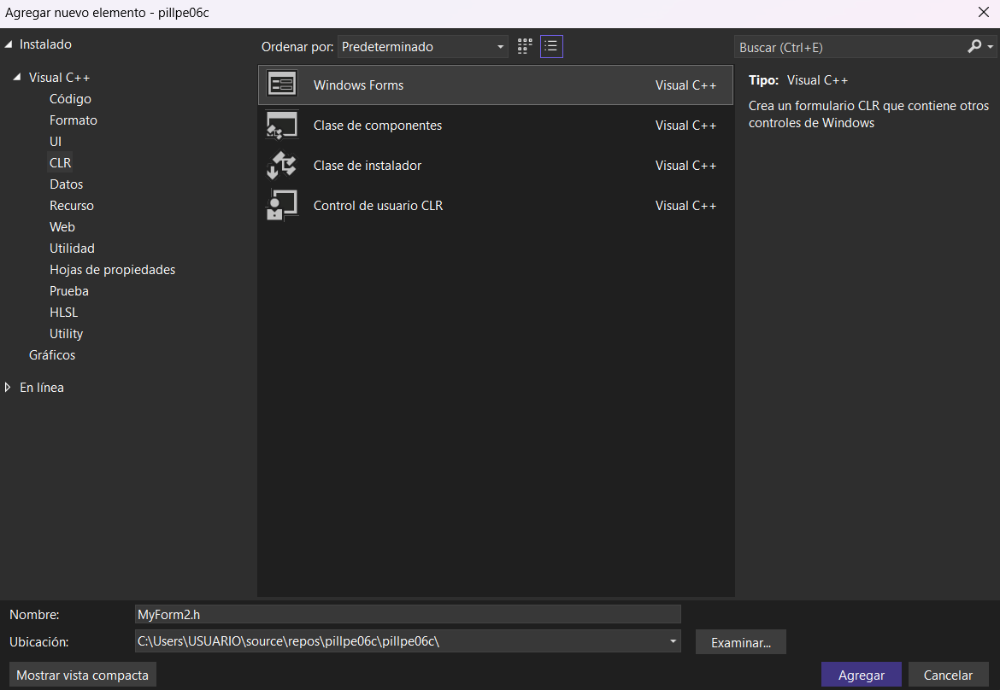 Agregar nuevo elemento - pillpe06c
Instalado
Visual C++
Código
Formato
UI
CLR
Datos
Recurso
Web
Utilidad
Hojas de propiedades
Prueba
HLSL
Utility
Gráficos
En línea
Ordenar por: Predeterminado
Windows Forms Visual C++
Clase de componentes Visual C++
Clase de instalador Visual C++
Control de usuario CLR Visual C++
Buscar (Ctrl+E)
Tipo: Visual C++
Crea un formulario CLR que contiene otros
controles de Windows
Nombre: MyForm2.h
Ubicación: C:\Users\USUARIO\source\repos\pillpe06c\pillpe06c\
Examinar...
Mostrar vista compacta
Agregar
Cancelar